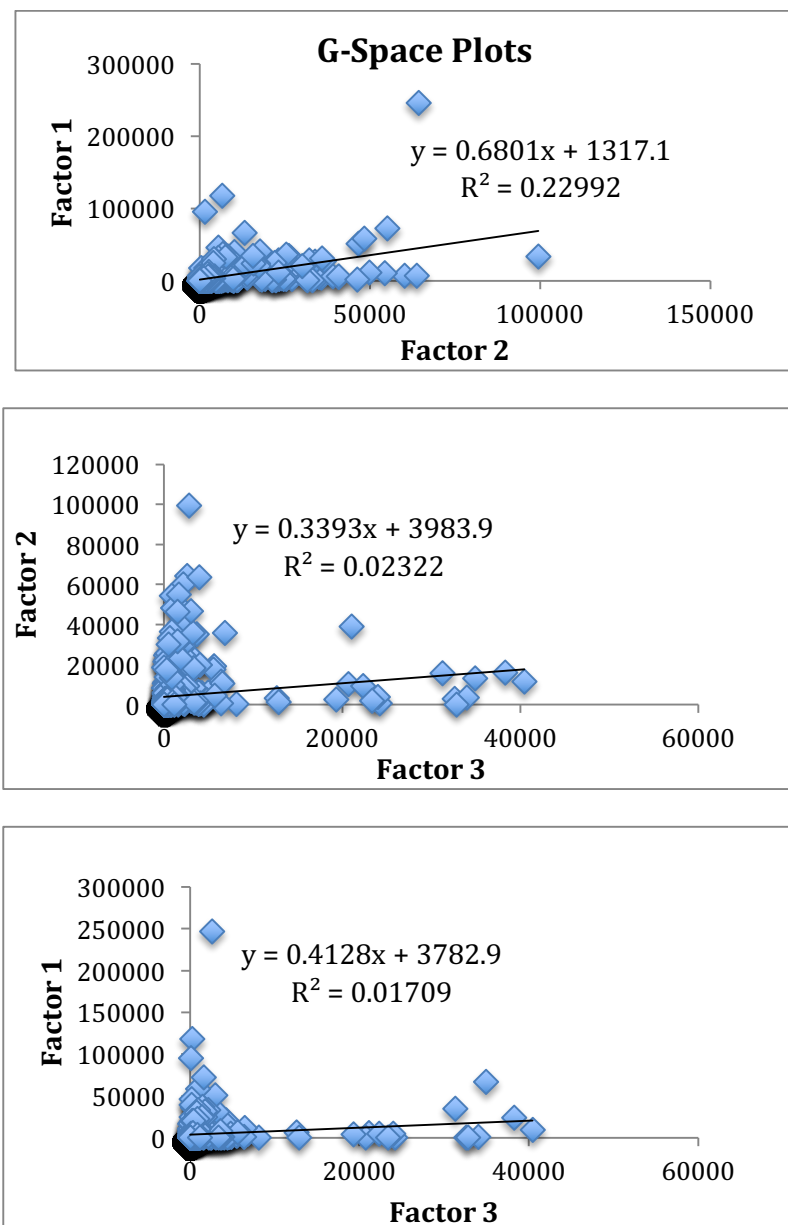 G-Space Plots
300000
200000
100000
0
Factor 1
y = 0.6801x + 1317.1
R² = 0.22992
0 50000 100000 150000
Factor 2
120000
100000
80000
60000
40000
20000
0
Factor 2
y = 0.3393x + 3983.9
R² = 0.02322
0 20000 40000 60000
Factor 3
300000
250000
200000
150000
100000
50000
0
Factor 1
y = 0.4128x + 3782.9
R² = 0.01709
0 20000 40000 60000
Factor 3